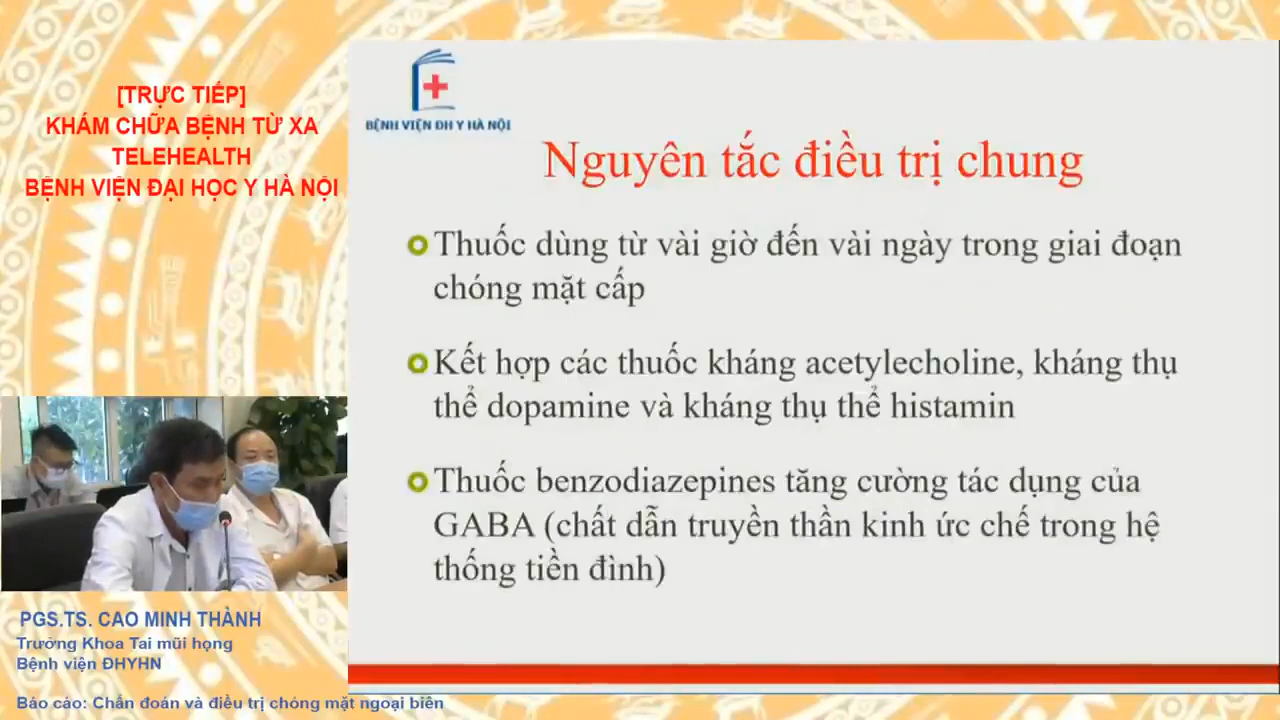 [TRỰC TIẾP]
KHÁM CHỮA BỆNH TỪ XA
TELEHEALTH
BỆNH VIỆN ĐẠI HỌC Y HÀ NỘI
BỆNH VIỆN ĐH Y HÀ NỘI
Nguyên tắc điều trị chung
Thuốc dùng từ vài giờ đến vài ngày trong giai đoạn
chóng mặt cấp
Kết hợp các thuốc kháng acetylecholine, kháng thụ
thể dopamine và kháng thụ thể histamin
Thuốc benzodiazepines tăng cường tác dụng của
GABA (chất dẫn truyền thần kinh ức chế trong hệ
thống tiền đình)
PGS.TS. CAO MINH THÀNH
Trưởng Khoa Tai mũi họng
Bệnh viện ĐHYHN
Báo cáo: Chẩn đoán và điều trị chóng mặt ngoại biên